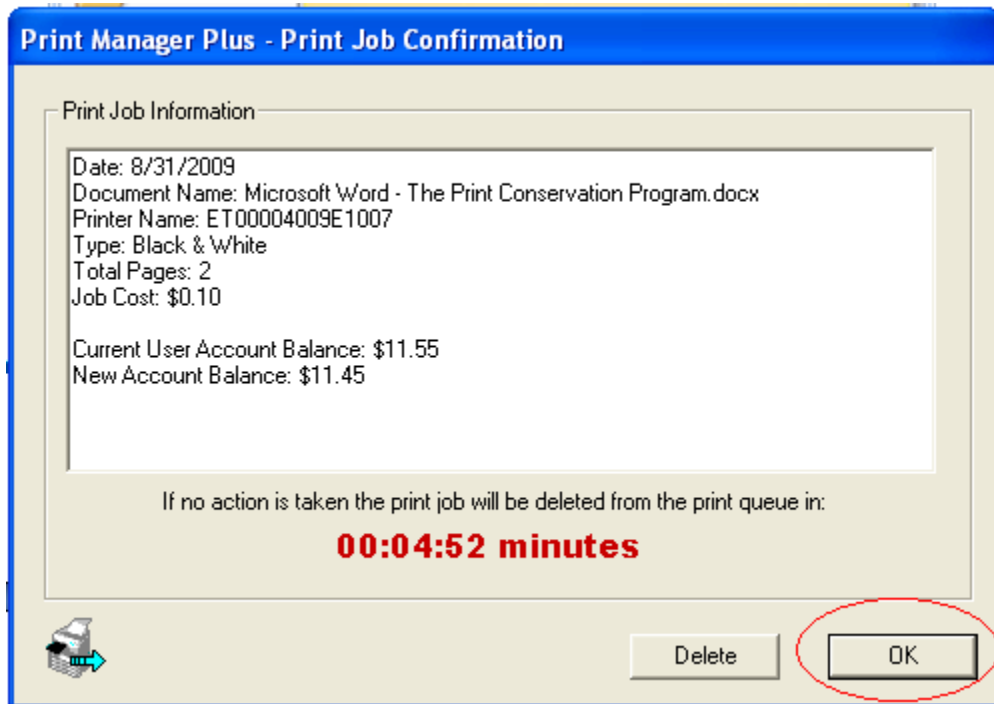 Print Manager Plus - Print Job Confirmation
Print Job Information
Date: 8/31/2009
Document Name: Microsoft Word - The Print Conservation Program.docx
Printer Name: ET00004009E1007
Type: Black & White
Total Pages: 2
Job Cost: $0.10
Current User Account Balance: $11.55
New Account Balance: $11.45
If no action is taken the print job will be deleted from the print queue in:
00:04:52 minutes
Delete
OK